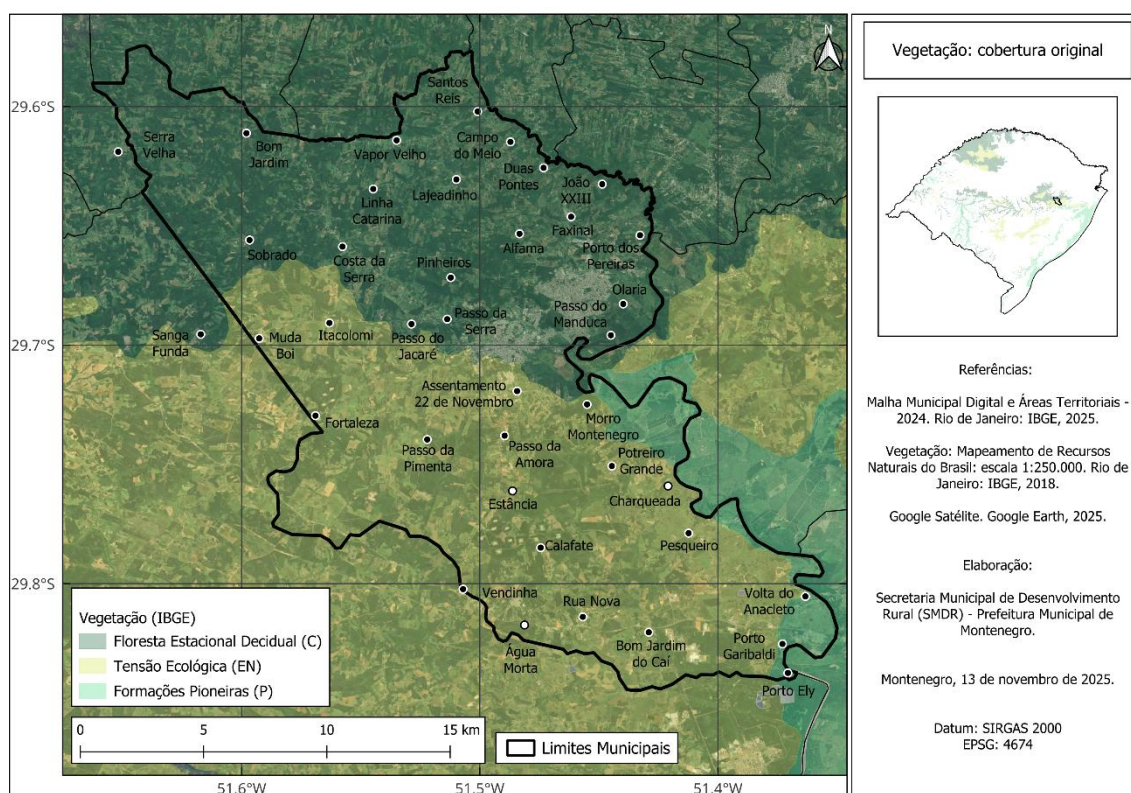 29.6°S
29.7°S
29.8°S
51.6°W
51.5°W
51.4°W
Santos
Reis
Serra
Velha
Bom
Jardim
Vapor Velho
Campo
do Meio
Duas
Pontes
João
XXIII
Linha
Catarina
Lajeadinho
Faxinal
Alfama
Porto dos
Pereiras
Sobrado
Costa da
Serra
Pinheiros
Olaria
Passo do
Manduca
Passo da
Serra
Sanga
Funda
Muda
Boi
Itacolomi
Passo do
Jacaré
Assentamento
22 de Novembro
Morro
Montenegro
Fortaleza
Passo da
Pimenta
Passo da
Amora
Potreiro
Grande
Estância
Charqueada
Pesqueiro
Calafate
Vendinha
Rua Nova
Volta do
Anacleto
Água
Morta
Bom Jardim
do Caí
Porto
Garibaldi
Porto Ely
Vegetação (IBGE)
Floresta Estacional Decidual (C)
Tensão Ecológica (EN)
Formações Pioneiras (P)
0 5 10 15 km
Limites Municipais
Vegetação: cobertura original
Referências:
Malha Municipal Digital e Áreas Territoriais -
2024. Rio de Janeiro: IBGE, 2025.
Vegetação: Mapeamento de Recursos
Naturais do Brasil: escala 1:250.000. Rio de
Janeiro: IBGE, 2018.
Google Satélite. Google Earth, 2025.
Elaboração:
Secretaria Municipal de Desenvolvimento
Rural (SMDR) - Prefeitura Municipal de
Montenegro.
Montenegro, 13 de novembro de 2025.
Datum: SIRGAS 2000
EPSG: 4674